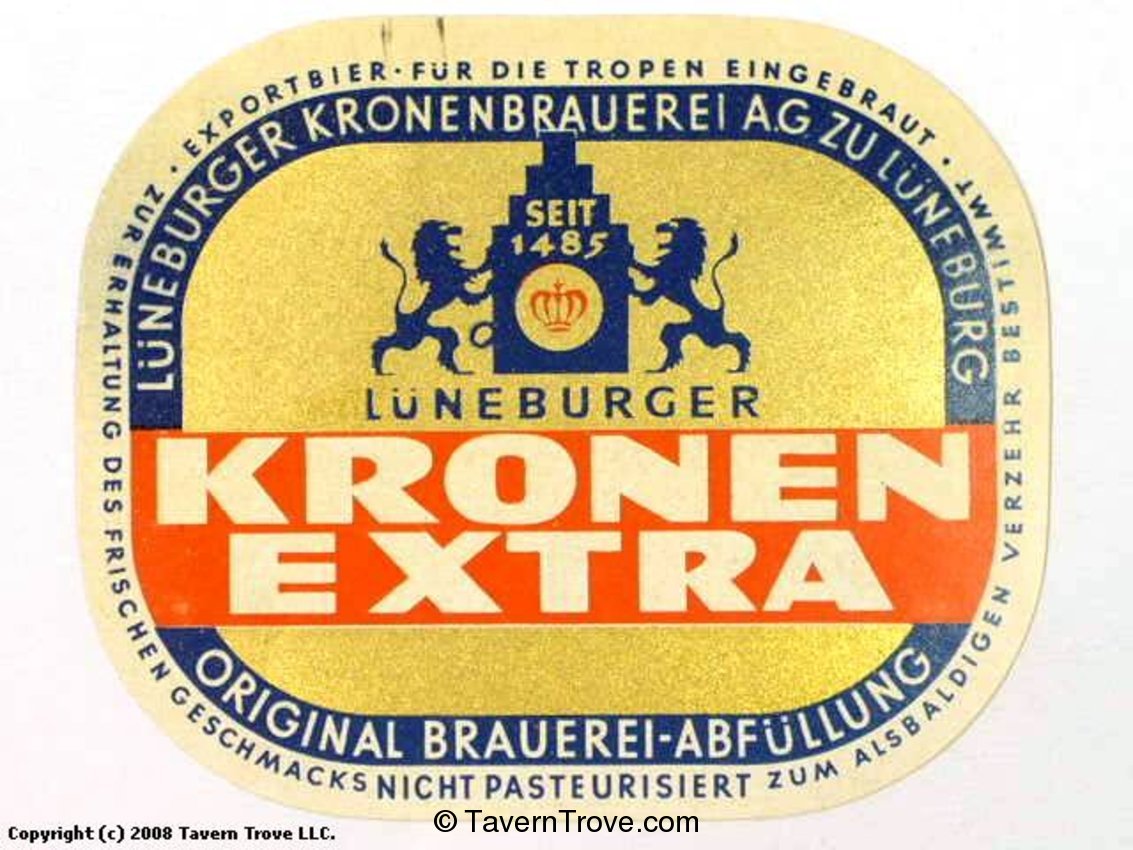 EXPORTBIER · FÜR DIE TROPEN EINGEBRAUT ·
ZUR ERHALTUNG DES FRISCHEN GESCHMACKS NICHT PASTEURISIERT ZUM ALSBALDIGEN VERZEHR BESTIMMT
LÜNEBURGER KRONENBRAUEREI A.G ZU LÜNEBURG
SEIT
1485
LÜNEBURGER
KRONEN
EXTRA
ORIGINAL BRAUEREI-ABFÜLLUNG
© TavernTrove.com
Copyright (c) 2008 Tavern Trove LLC.